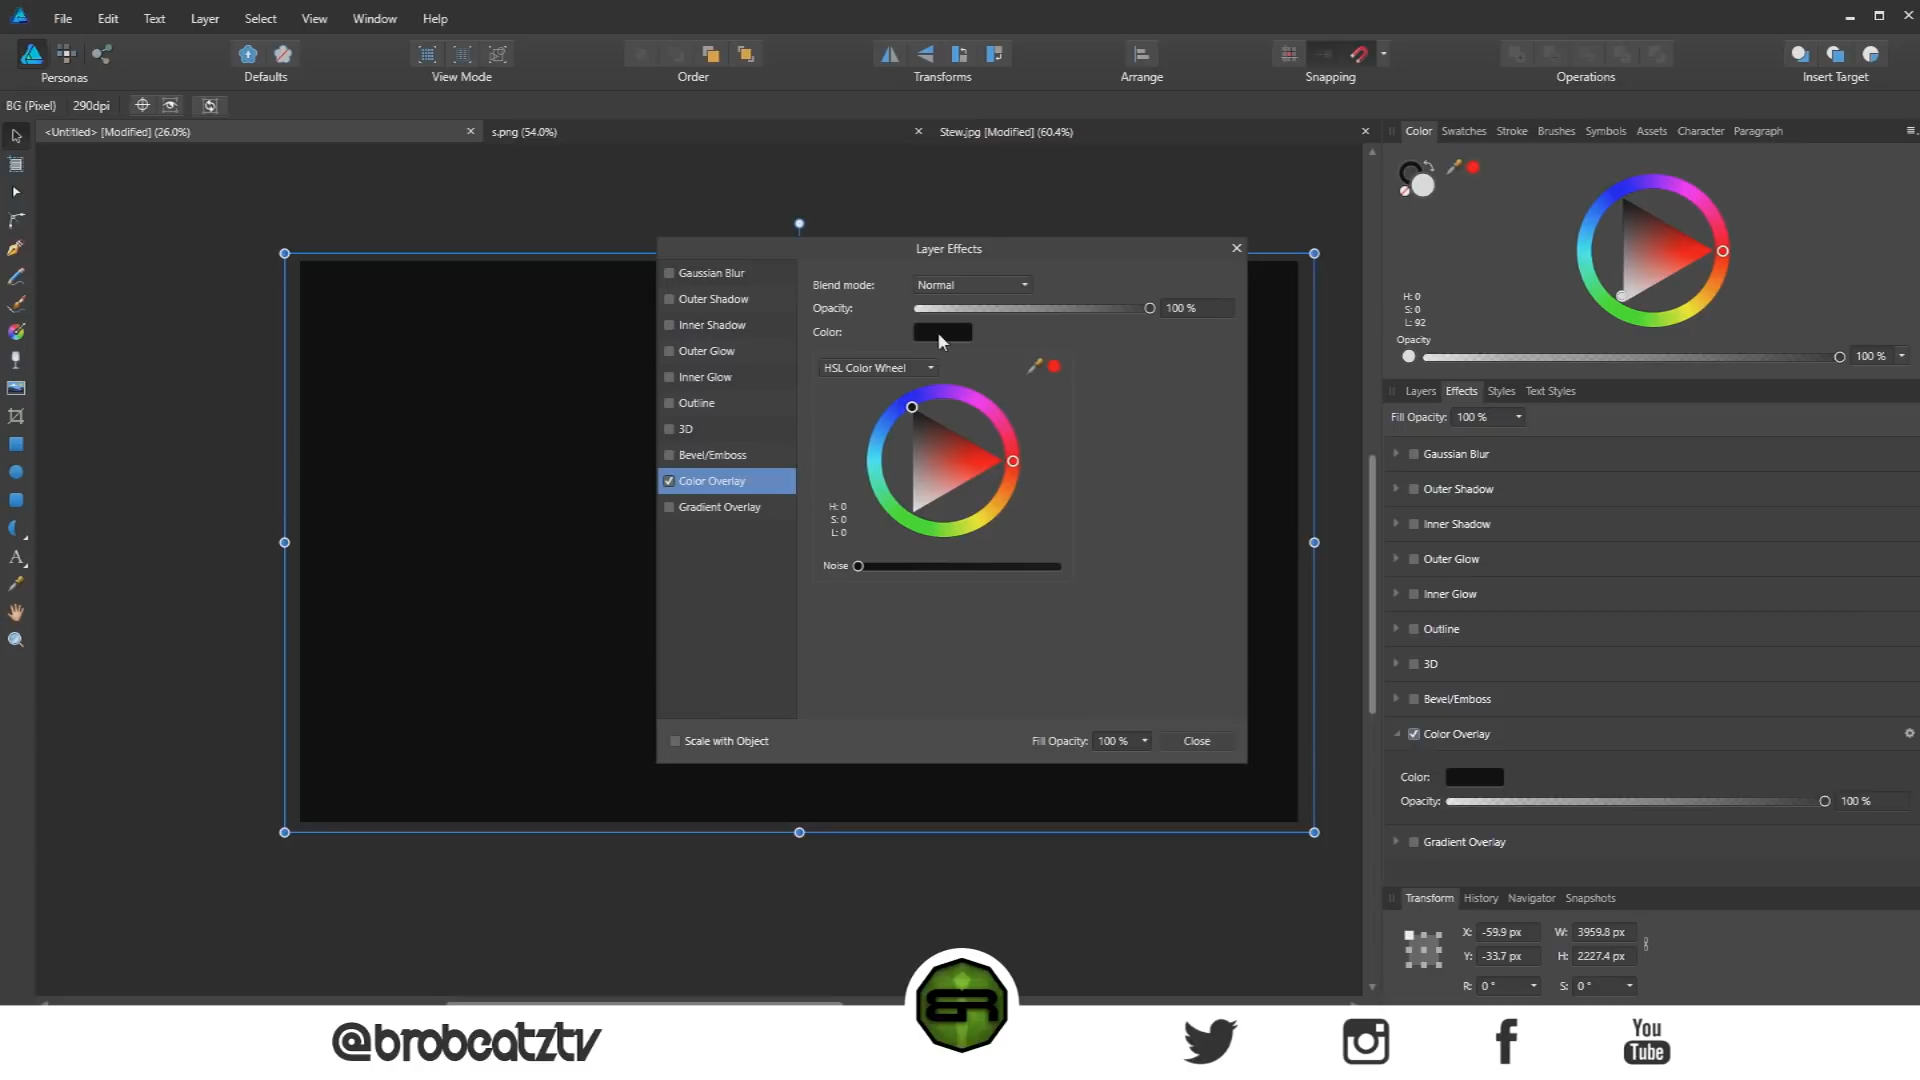 File Edit Text Layer Select View Window Help
Personas Defaults View Mode Order Transforms Arrange Snapping Operations Insert Target
BG (Pixel) 290dpi
<Untitled> [Modified] (26.0%) s.png (54.0%) Stew.jpg [Modified] (60.4%)
Color Swatches Stroke Brushes Symbols Assets Character Paragraph
H: 0
S: 0
L: 92
Opacity
100 %
Layers Effects Styles Text Styles
Fill Opacity: 100 %
Gaussian Blur
Outer Shadow
Inner Shadow
Outer Glow
Inner Glow
Outline
3D
Bevel/Emboss
Color Overlay
Color:
Opacity: 100 %
Gradient Overlay
Transform History Navigator Snapshots
X: -59.9 px W: 3959.8 px
Y: -33.7 px H: 2227.4 px
R: 0 ° S: 0 °
Layer Effects
Gaussian Blur
Outer Shadow
Inner Shadow
Outer Glow
Inner Glow
Outline
3D
Bevel/Emboss
Color Overlay
Gradient Overlay
Blend mode: Normal
Opacity: 100 %
Color:
HSL Color Wheel
H: 0
S: 0
L: 0
Noise
Scale with Object Fill Opacity: 100 % Close
A
@brobcatztv
BR
You
Tube